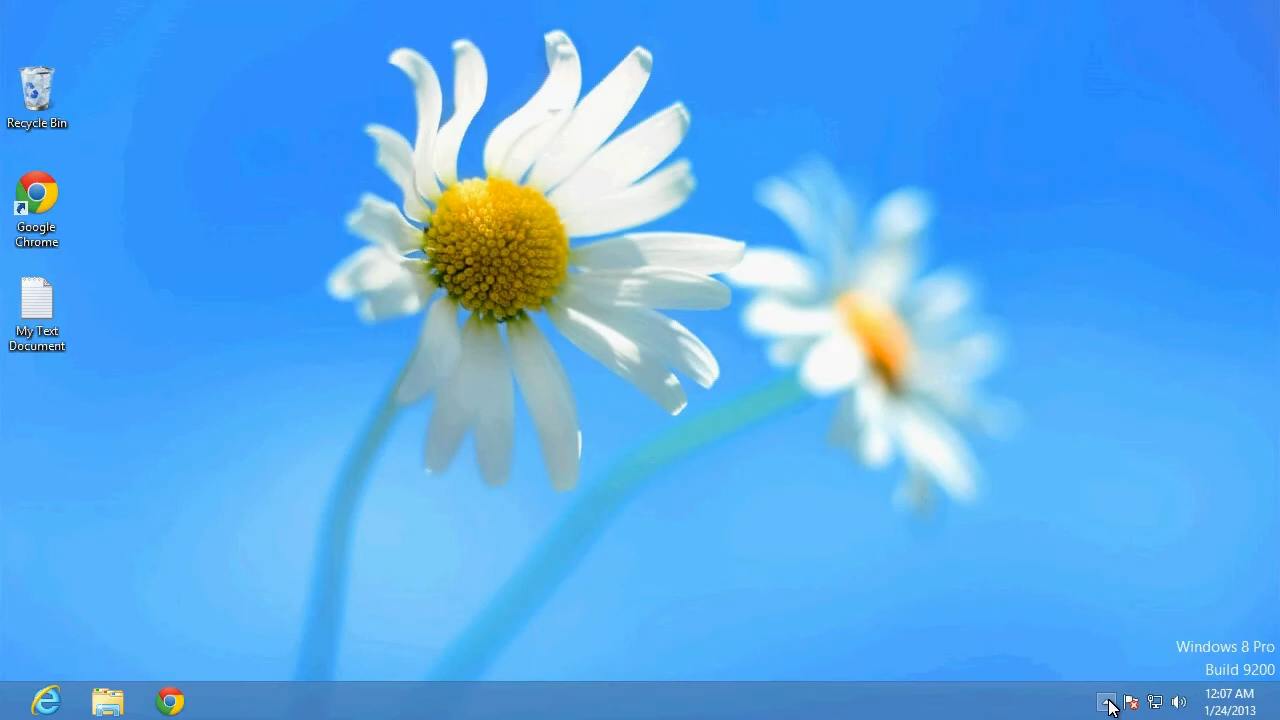 Recycle Bin
Google
Chrome
My Text
Document
Windows 8 Pro
Build 9200
12:07 AM
1/24/2013